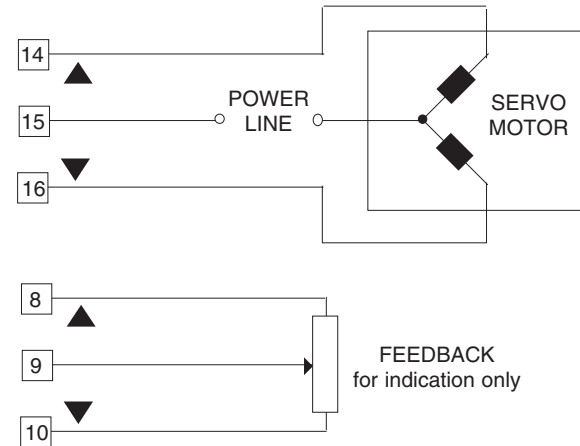 14
15
16
POWER
LINE
SERVO
MOTOR
8
9
10
FEEDBACK
for indication only